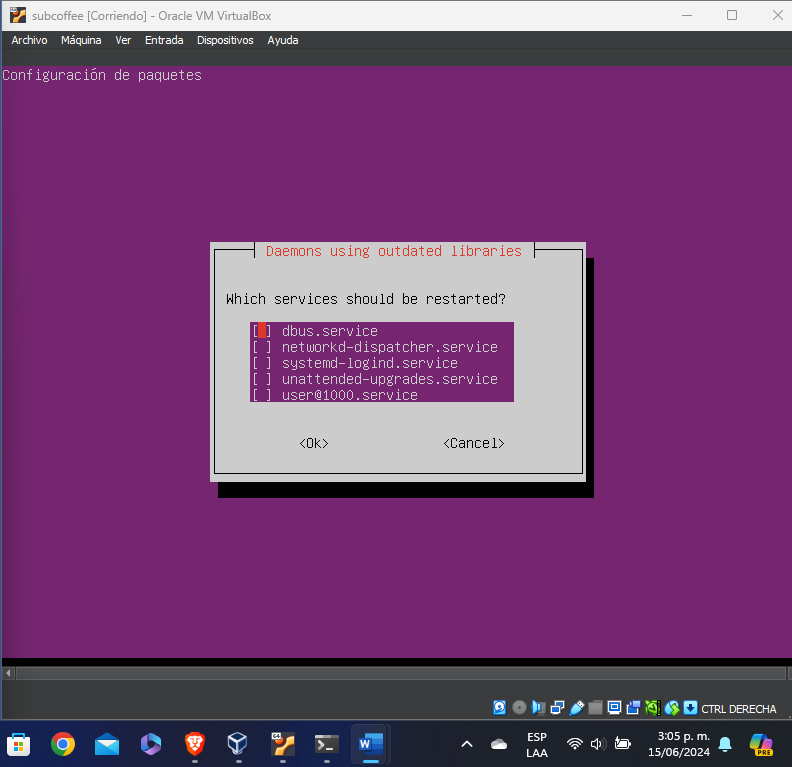 subcoffee [Corriendo] - Oracle VM VirtualBox
Archivo Máquina Ver Entrada Dispositivos Ayuda
Configuración de paquetes
Daemons using outdated libraries
Which services should be restarted?
[ ] dbus.service
[ ] networkd-dispatcher.service
[ ] systemd-logind.service
[ ] unattended-upgrades.service
[ ] user@1000.service
<Ok> <Cancel>
CTRL DERECHA
64
W
PRE
ESP
LAA
3:05 p. m.
15/06/2024